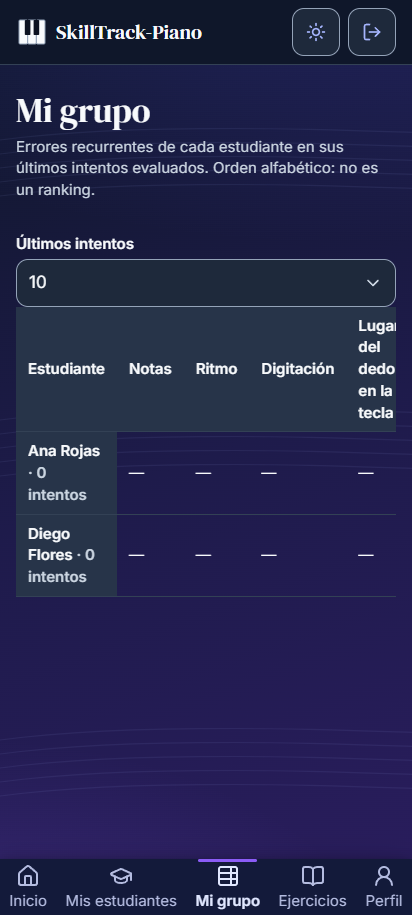 SkillTrack-Piano
Mi grupo
Errores recurrentes de cada estudiante en sus
últimos intentos evaluados. Orden alfabético: no es
un ranking.
Últimos intentos
10
Estudiante Notas Ritmo Digitación Lugar del dedo en la tecla
Ana Rojas · 0 intentos — — — —
Diego Flores · 0 intentos — — — —
Inicio Mis estudiantes Mi grupo Ejercicios Perfil